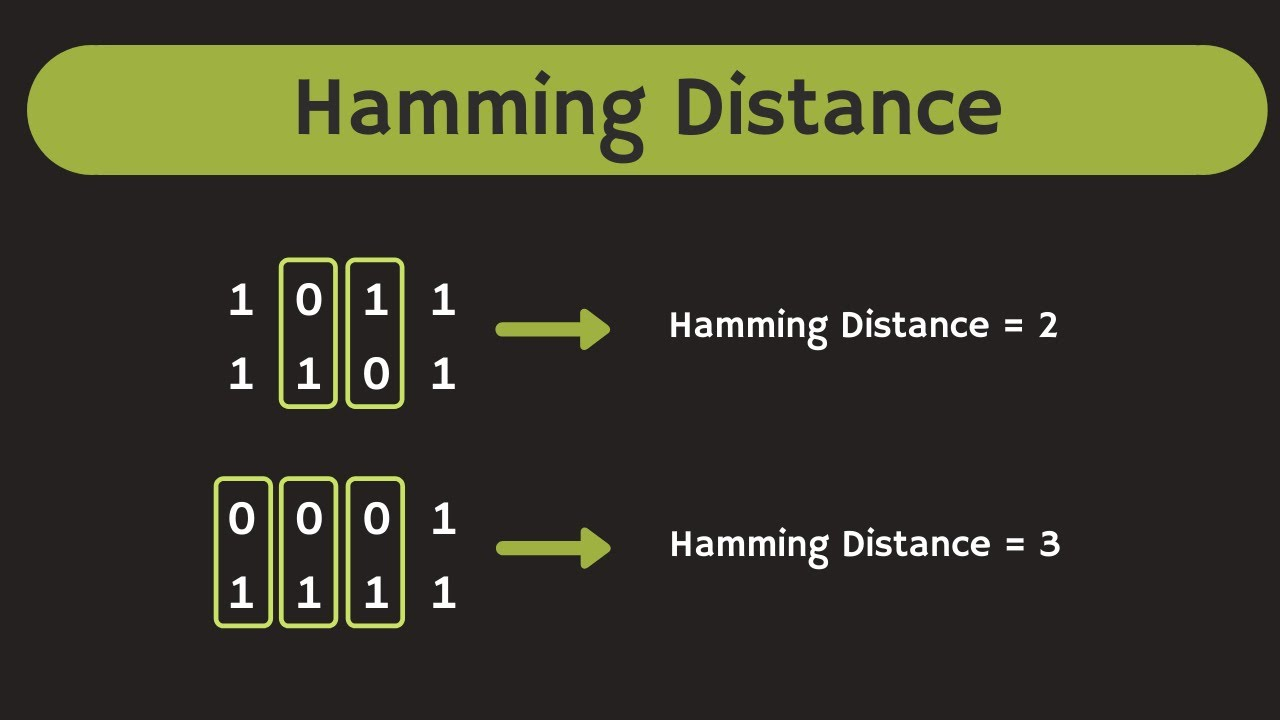 Hamming Distance
1 0 1 1
1 1 0 1
Hamming Distance = 2
0 0 0 1
1 1 1 1
Hamming Distance = 3